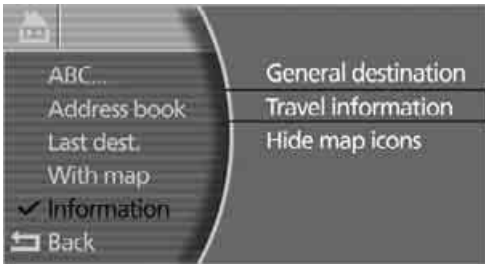 ABC...
Address book
Last dest.
With map
Information
Back
General destination
Travel information
Hide map icons